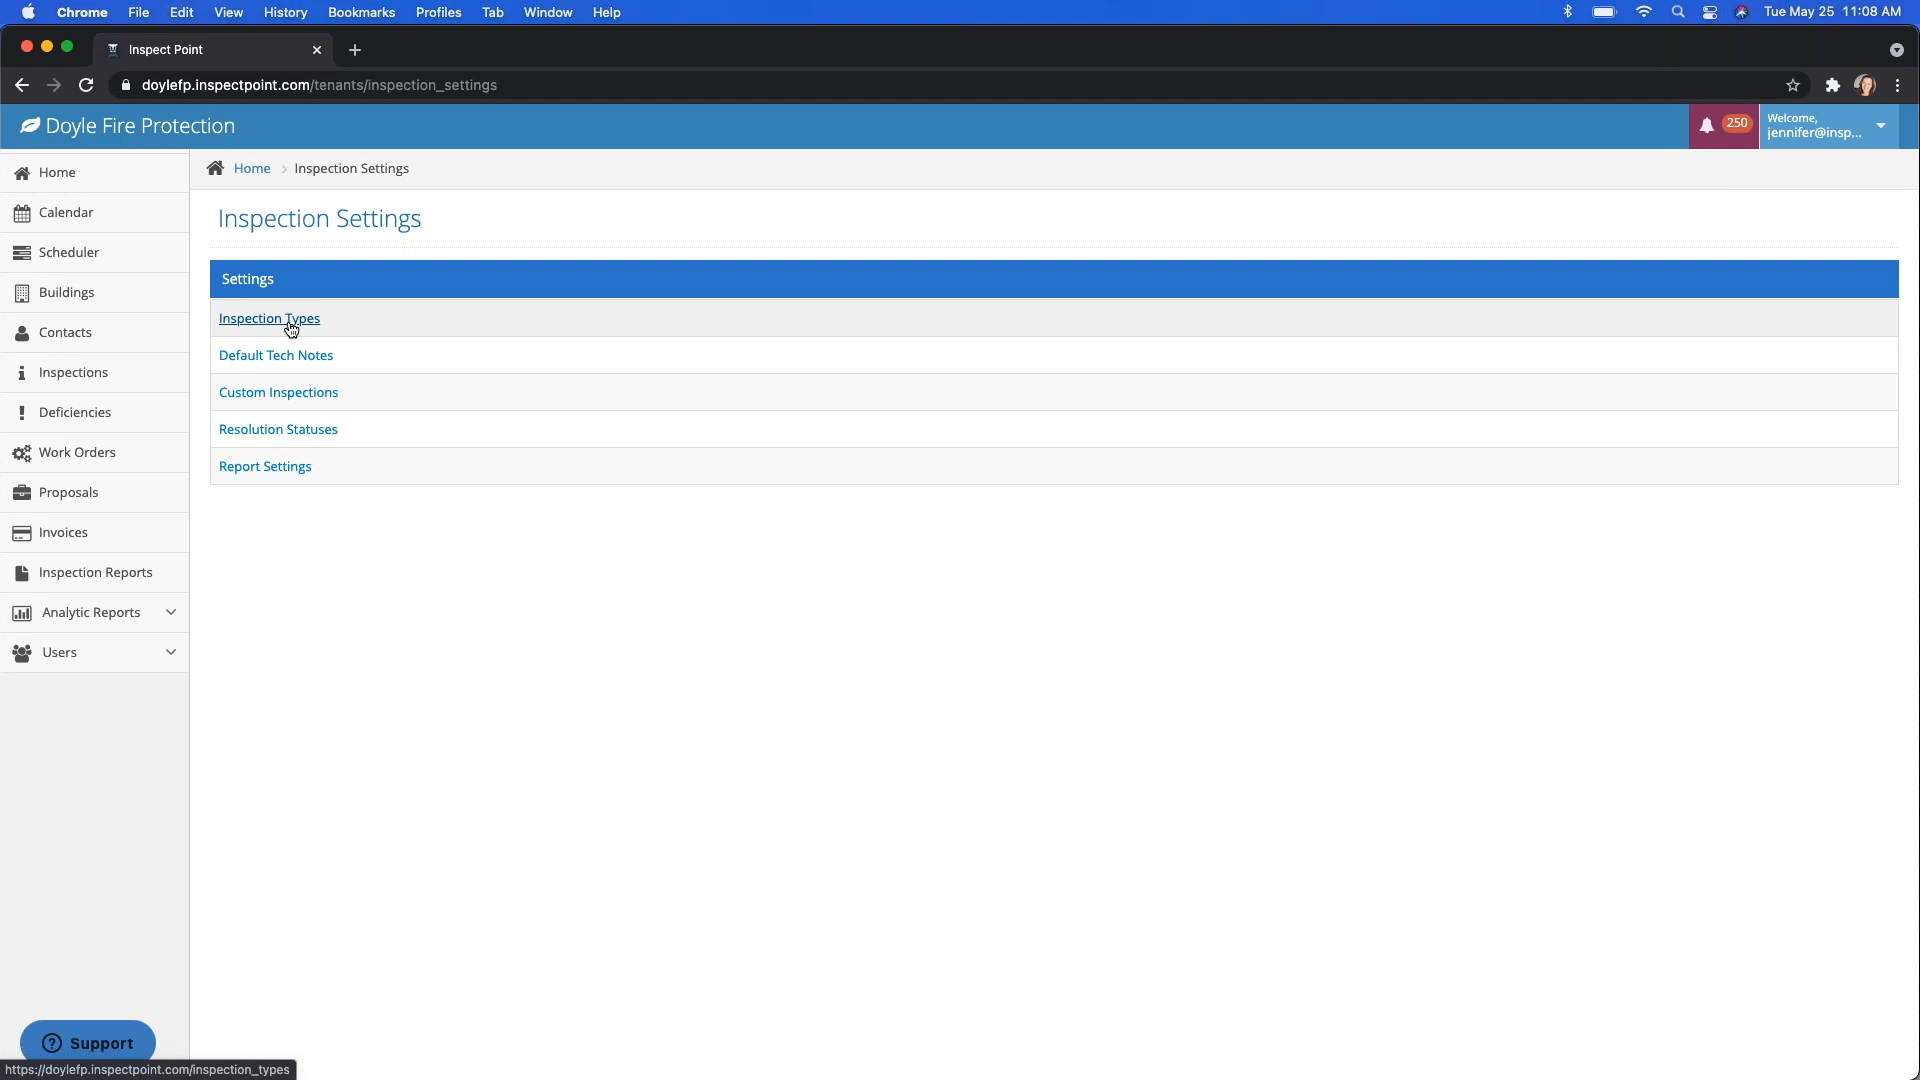 Chrome File Edit View History Bookmarks Profiles Tab Window Help Tue May 25 11:08 AM
Inspect Point
doylefp.inspectpoint.com/tenants/inspection_settings
Doyle Fire Protection
250
Welcome,
jennifer@insp...
Home
Calendar
Scheduler
Buildings
Contacts
Inspections
Deficiencies
Work Orders
Proposals
Invoices
Inspection Reports
Analytic Reports
Users
Home > Inspection Settings
Inspection Settings
Settings
Inspection Types
Default Tech Notes
Custom Inspections
Resolution Statuses
Report Settings
Support
https://doylefp.inspectpoint.com/inspection_types